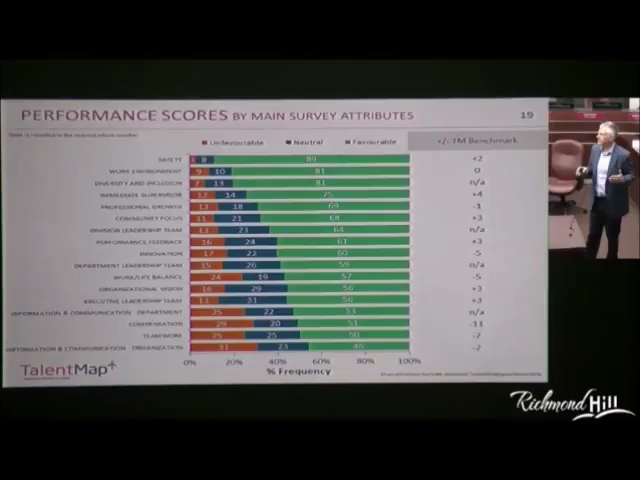 PERFORMANCE SCORES BY MAIN SURVEY ATTRIBUTES 19
Unfavourable Neutral Favourable +/- TM Benchmark
SAFETY 3 8 89 +2
WORK ENVIRONMENT 9 10 81 0
DIVERSITY AND INCLUSION 7 13 81 n/a
IMMEDIATE SUPERVISOR 12 14 75 +4
PROFESSIONAL GROWTH 13 18 69 -1
COMMUNITY FOCUS 11 21 68 +3
DIVISION LEADERSHIP TEAM 13 23 64 n/a
PERFORMANCE FEEDBACK 16 24 61 +3
INNOVATION 17 22 60 -5
DEPARTMENT LEADERSHIP TEAM 15 26 59 n/a
WORK/LIFE BALANCE 24 19 57 -5
ORGANIZATIONAL VISION 16 29 56 +3
EXECUTIVE LEADERSHIP TEAM 13 31 56 +3
INFORMATION & COMMUNICATION - DEPARTMENT 25 22 53 n/a
COMPENSATION 29 20 51 -11
TEAMWORK 25 25 50 -7
INFORMATION & COMMUNICATION - ORGANIZATION 31 23 46 -2
0% 20% 40% 60% 80% 100%
% Frequency
TalentMap
Richmond Hill